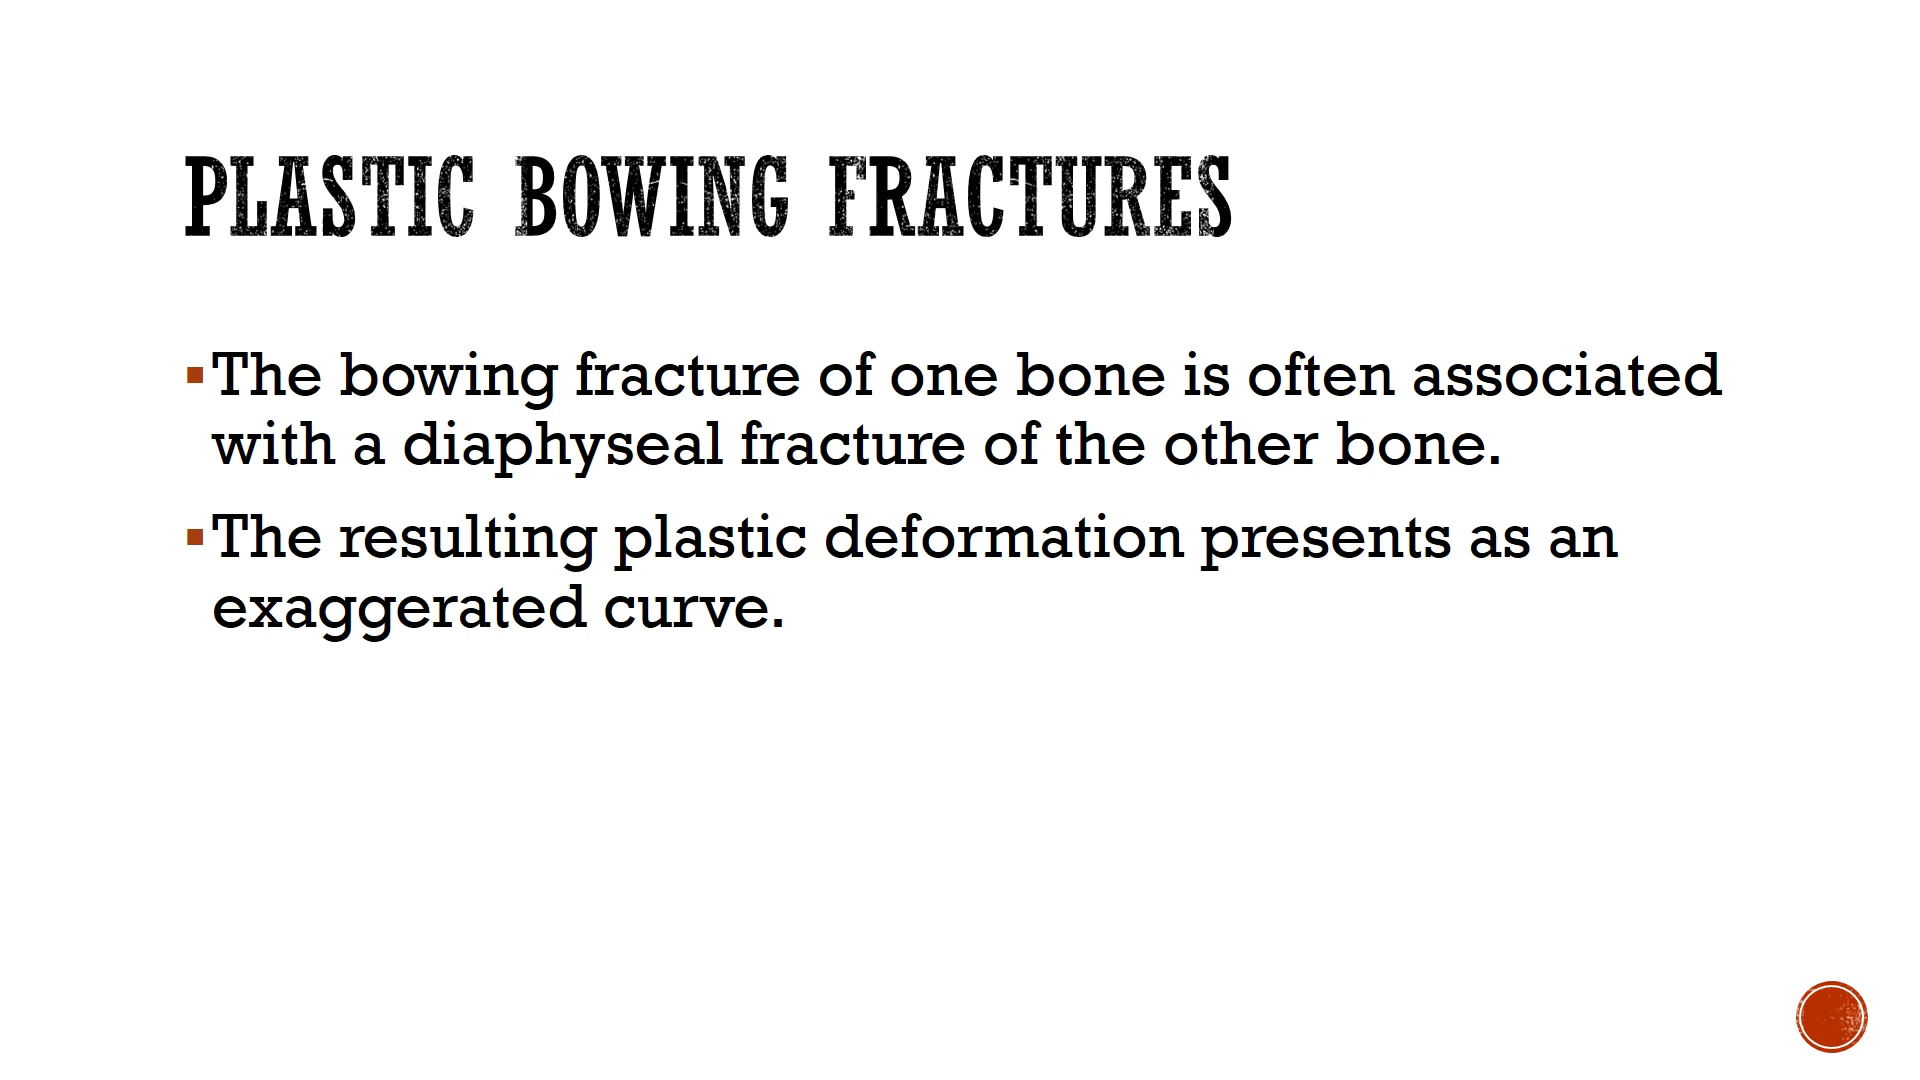 PLASTIC BOWING FRACTURES
▪The bowing fracture of one bone is often associated
with a diaphyseal fracture of the other bone.
▪The resulting plastic deformation presents as an
exaggerated curve.